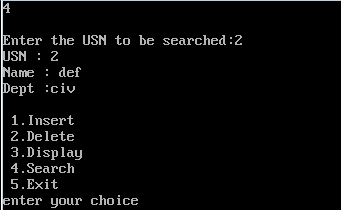 4
Enter the USN to be searched:2
USN : 2
Name : def
Dept :civ
1.Insert
2.Delete
3.Display
4.Search
5.Exit
enter your choice